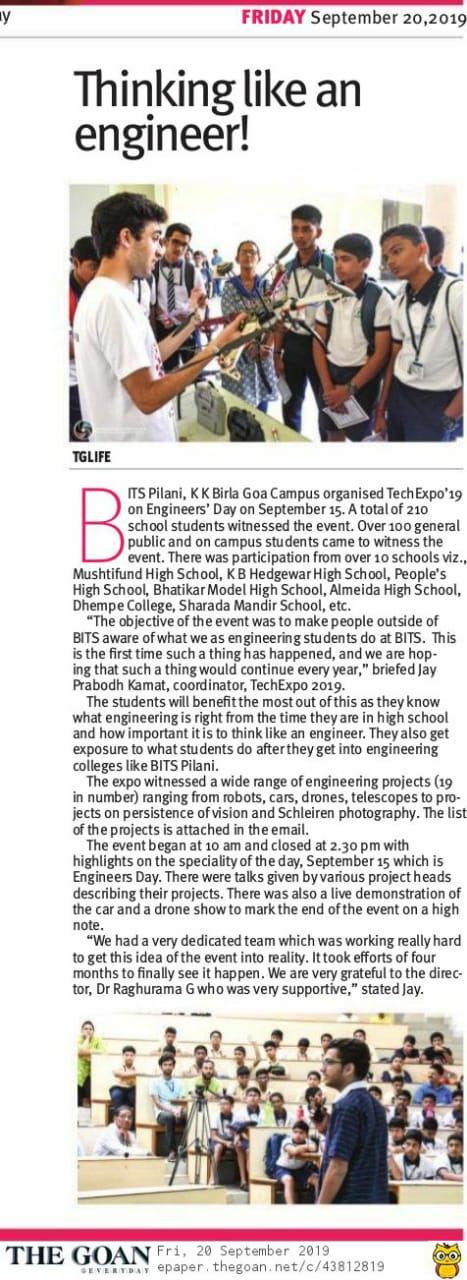 FRIDAY September 20,2019
Thinking like an
engineer!
TGLIFE
BITS Pilani, K K Birla Goa Campus organised TechExpo'19
on Engineers' Day on September 15. A total of 210
school students witnessed the event. Over 100 general
public and on campus students came to witness the
event. There was participation from over 10 schools viz.,
Mushtifund High School, K B Hedgewar High School, People's
High School, Bhatikar Model High School, Almeida High School,
Dhempe College, Sharada Mandir School, etc.
"The objective of the event was to make people outside of
BITS aware of what we as engineering students do at BITS. This
is the first time such a thing has happened, and we are hop-
ing that such a thing would continue every year," briefed Jay
Prabodh Kamat, coordinator, TechExpo 2019.
The students will benefit the most out of this as they know
what engineering is right from the time they are in high school
and how important it is to think like an engineer. They also get
exposure to what students do after they get into engineering
colleges like BITS Pilani.
The expo witnessed a wide range of engineering projects (19
in number) ranging from robots, cars, drones, telescopes to pro-
jects on persistence of vision and Schleiren photography. The list
of the projects is attached in the email.
The event began at 10 am and closed at 2.30 pm with
highlights on the speciality of the day, September 15 which is
Engineers Day. There were talks given by various project heads
describing their projects. There was also a live demonstration of
the car and a drone show to mark the end of the event on a high
note.
"We had a very dedicated team which was working really hard
to get this idea of the event into reality. It took efforts of four
months to finally see it happen. We are very grateful to the direc-
tor, Dr Raghurama G who was very supportive," stated Jay.
THE GOAN Fri, 20 September 2019
EVERYDAY epaper.thegoan.net/c/43812819